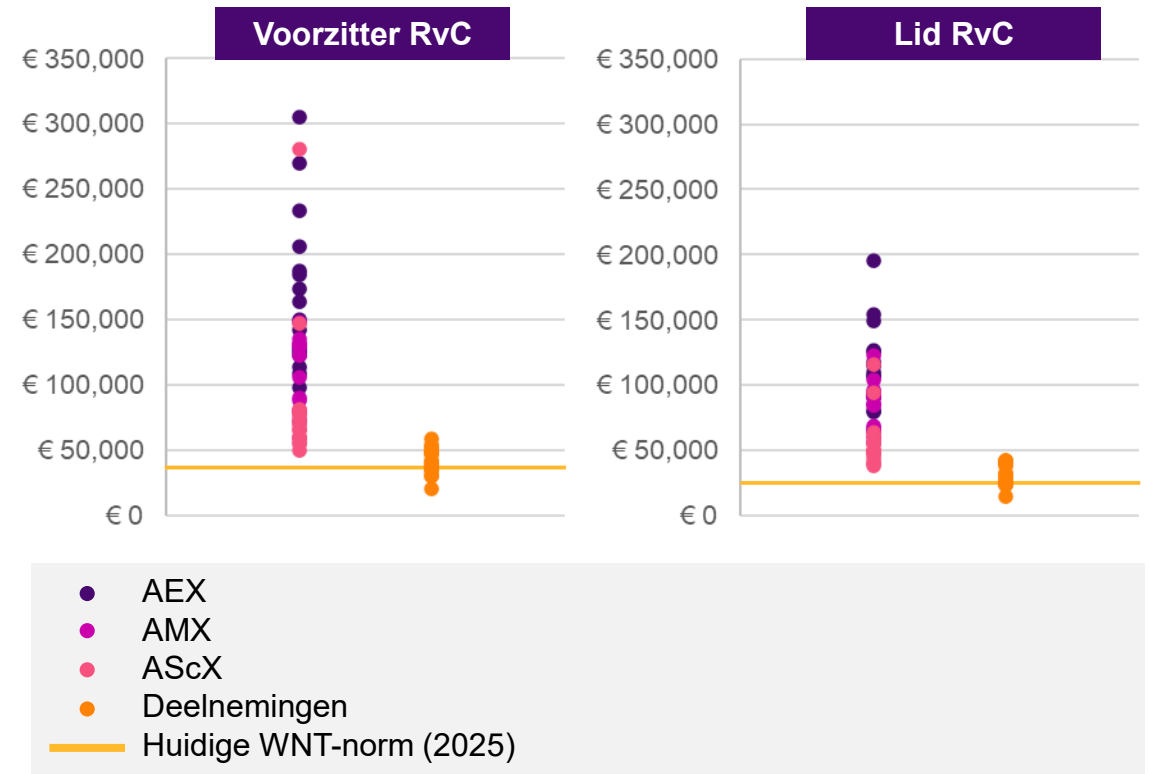 Voorzitter RvC
€ 350,000
€ 300,000
€ 250,000
€ 200,000
€ 150,000
€ 100,000
€ 50,000
€ 0
Lid RvC
€ 350,000
€ 300,000
€ 250,000
€ 200,000
€ 150,000
€ 100,000
€ 50,000
€ 0
AEX
AMX
AScX
Deelnemingen
Huidige WNT-norm (2025)